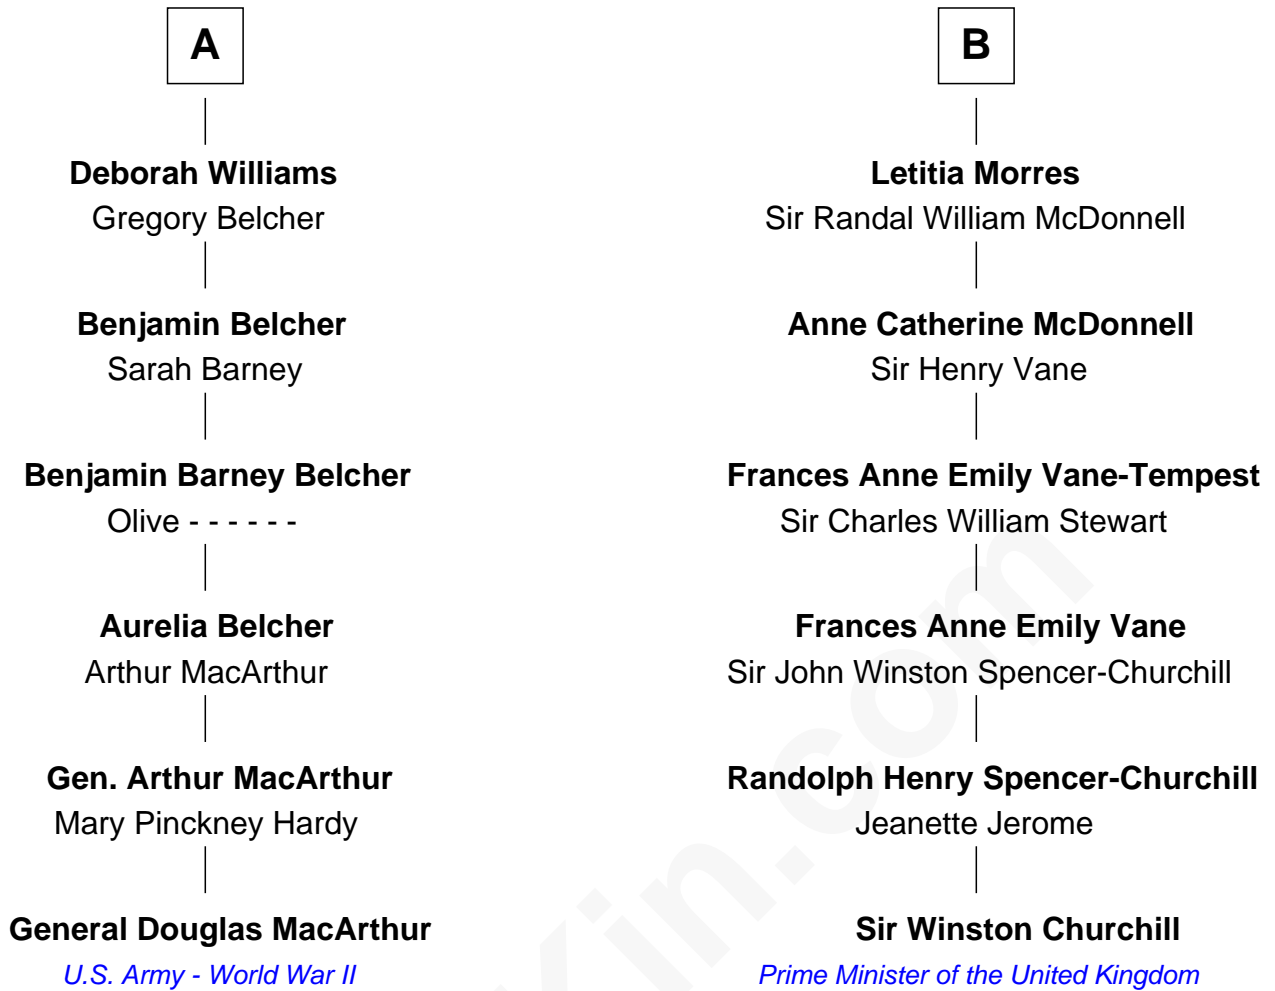 A
Deborah Williams
Gregory Belcher
Benjamin Belcher
Sarah Barney
Benjamin Barney Belcher
Olive - - - - - -
Aurelia Belcher
Arthur MacArthur
Gen. Arthur MacArthur
Mary Pinckney Hardy
General Douglas MacArthur
U.S. Army - World War II
B
Letitia Morres
Sir Randal William McDonnell
Anne Catherine McDonnell
Sir Henry Vane
Frances Anne Emily Vane-Tempest
Sir Charles William Stewart
Frances Anne Emily Vane
Sir John Winston Spencer-Churchill
Randolph Henry Spencer-Churchill
Jeanette Jerome
Sir Winston Churchill
Prime Minister of the United Kingdom
Kin.com